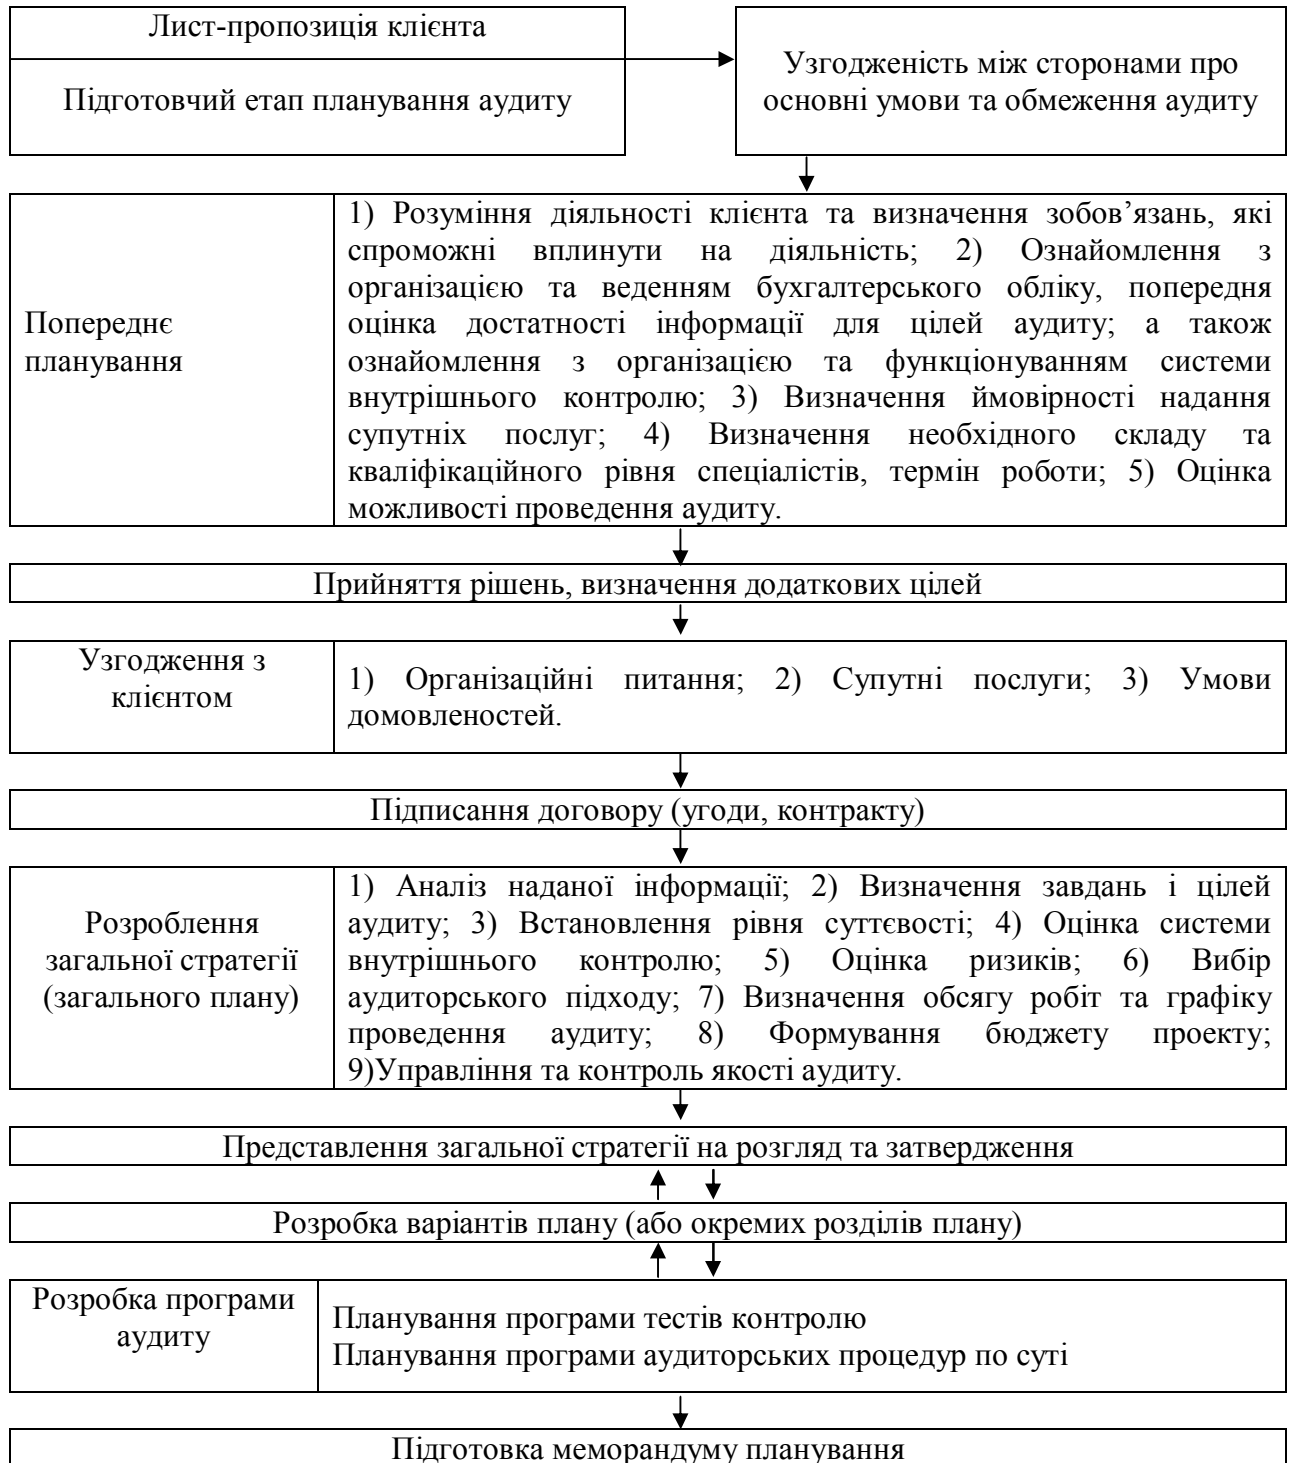 Лист-пропозиція клієнта
Підготовчий етап планування аудиту
Узгодженість між сторонами про
основні умови та обмеження аудиту
Попереднє
планування
1) Розуміння діяльності клієнта та визначення зобов’язань, які
спроможні вплинути на діяльність; 2) Ознайомлення з
організацією та веденням бухгалтерського обліку, попередня
оцінка достатності інформації для цілей аудиту; а також
ознайомлення з організацією та функціонуванням системи
внутрішнього контролю; 3) Визначення ймовірності надання
супутніх послуг; 4) Визначення необхідного складу та
кваліфікаційного рівня спеціалістів, термін роботи; 5) Оцінка
можливості проведення аудиту.
Прийняття рішень, визначення додаткових цілей
Узгодження з
клієнтом
1) Організаційні питання; 2) Супутні послуги; 3) Умови
домовленостей.
Підписання договору (угоди, контракту)
Розроблення
загальної стратегії
(загального плану)
1) Аналіз наданої інформації; 2) Визначення завдань і цілей
аудиту; 3) Встановлення рівня суттєвості; 4) Оцінка системи
внутрішнього контролю; 5) Оцінка ризиків; 6) Вибір
аудиторського підходу; 7) Визначення обсягу робіт та графіку
проведення аудиту; 8) Формування бюджету проекту;
9)Управління та контроль якості аудиту.
Представлення загальної стратегії на розгляд та затвердження
Розробка варіантів плану (або окремих розділів плану)
Розробка програми
аудиту
Планування програми тестів контролю
Планування програми аудиторських процедур по суті
Підготовка меморандуму планування